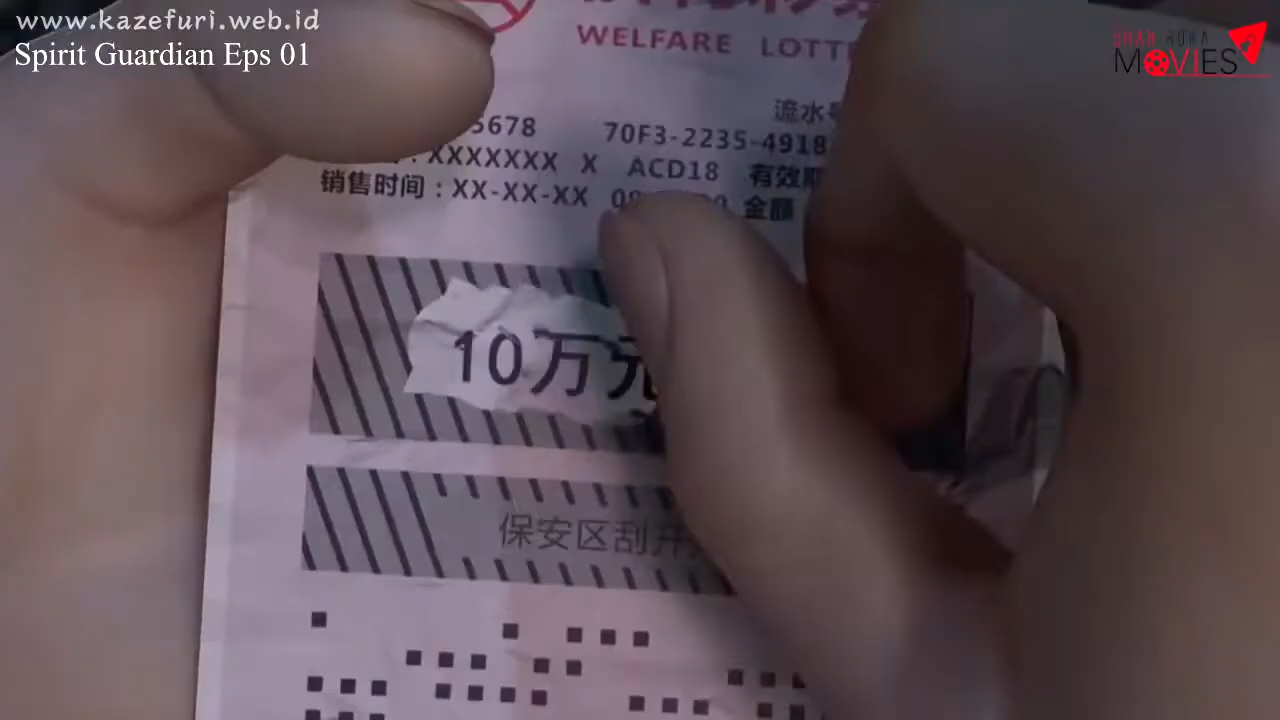 www.kazefuri.web.id
Spirit Guardian Eps 01
MOVIES
WELFARE
5678 70F3-2235-4918
XXXXXXX X ACD18 有效
销售时间：XX-XX-XX 金额
10万元
保安区刮开